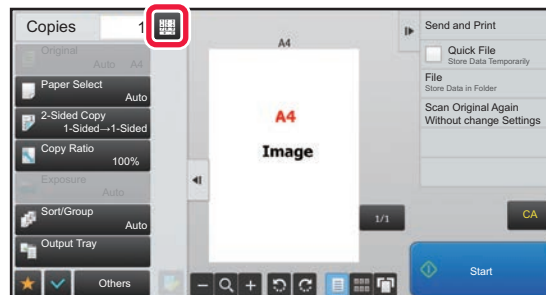 Copies 1
Original
Auto A4
Paper Select
Auto
2-Sided Copy
1-Sided→1-Sided
Copy Ratio
100%
Exposure
Auto
Sort/Group
Auto
Output Tray
Others
A4
A4
Image
1/1
Send and Print
Quick File
Store Data Temporarily
File
Store Data in Folder
Scan Original Again
Without change Settings
CA
Start